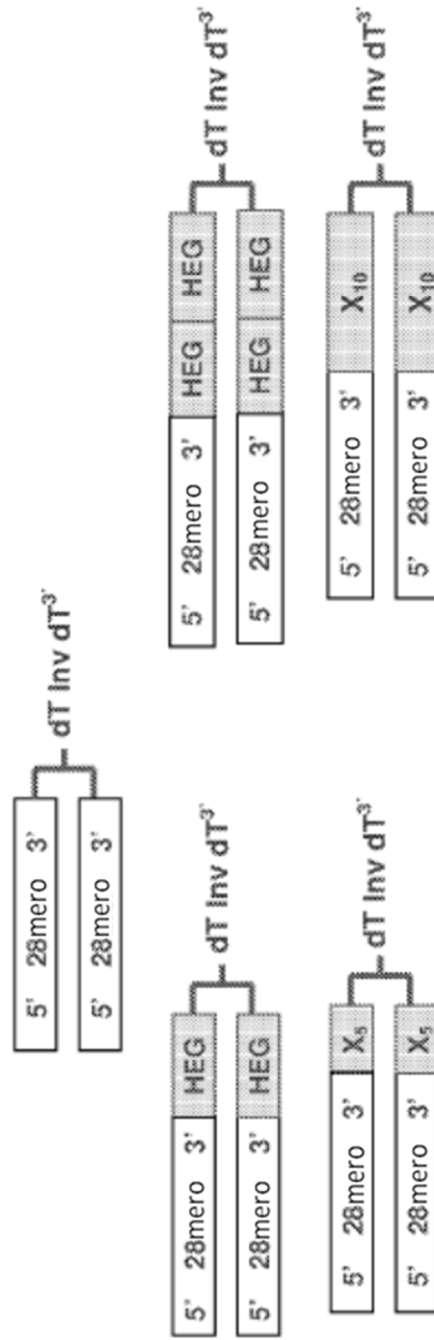 5' 28mero 3'
5' 28mero 3'
dT Inv dT3'
5' 28mero 3' HEG
5' 28mero 3' HEG
dT Inv dT3'
5' 28mero 3' HEG HEG
5' 28mero 3' HEG HEG
dT Inv dT3'
5' 28mero 3' X5
5' 28mero 3' X5
dT Inv dT3'
5' 28mero 3' X10
5' 28mero 3' X10
dT Inv dT3'